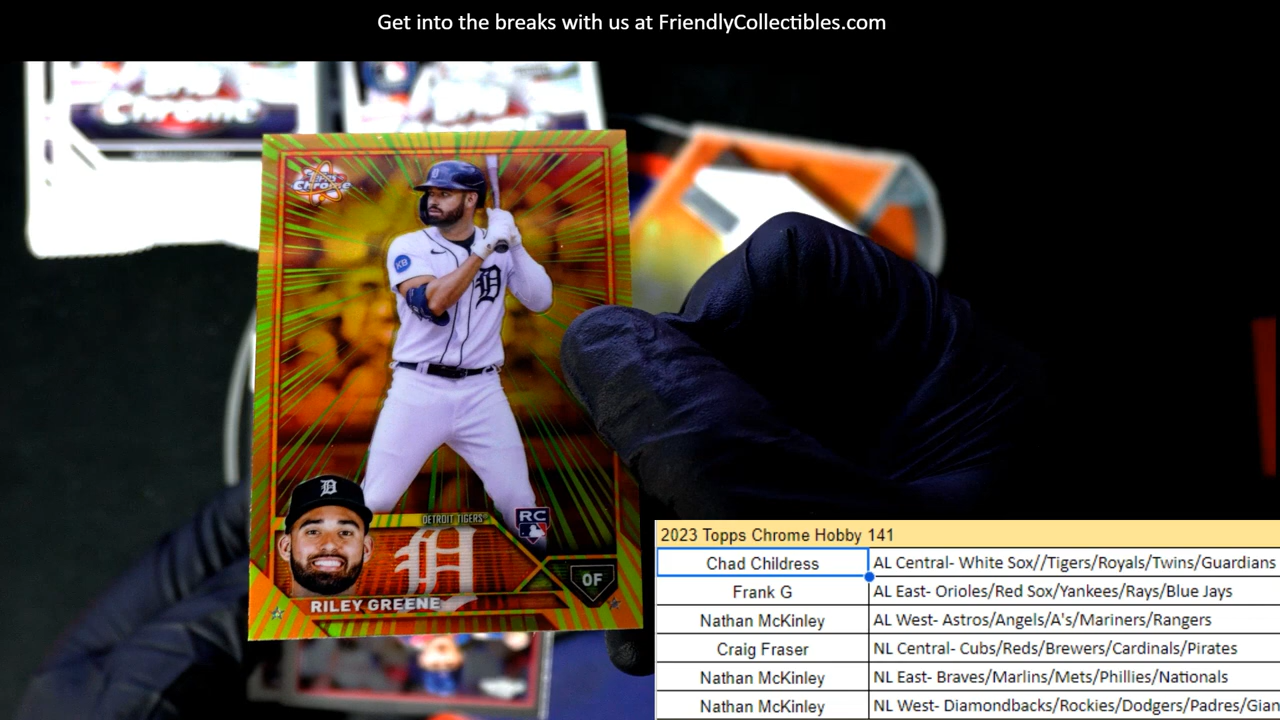 Get into the breaks with us at FriendlyCollectibles.com
Chrome
Topps
Chrome
D
KB
D
D
DETROIT TIGERS
RC
OF
RILEY GREENE
2023 Topps Chrome Hobby 141
Chad Childress AL Central- White Sox//Tigers/Royals/Twins/Guardians
Frank G AL East- Orioles/Red Sox/Yankees/Rays/Blue Jays
Nathan McKinley AL West- Astros/Angels/A's/Mariners/Rangers
Craig Fraser NL Central- Cubs/Reds/Brewers/Cardinals/Pirates
Nathan McKinley NL East- Braves/Marlins/Mets/Phillies/Nationals
Nathan McKinley NL West- Diamondbacks/Rockies/Dodgers/Padres/Gian